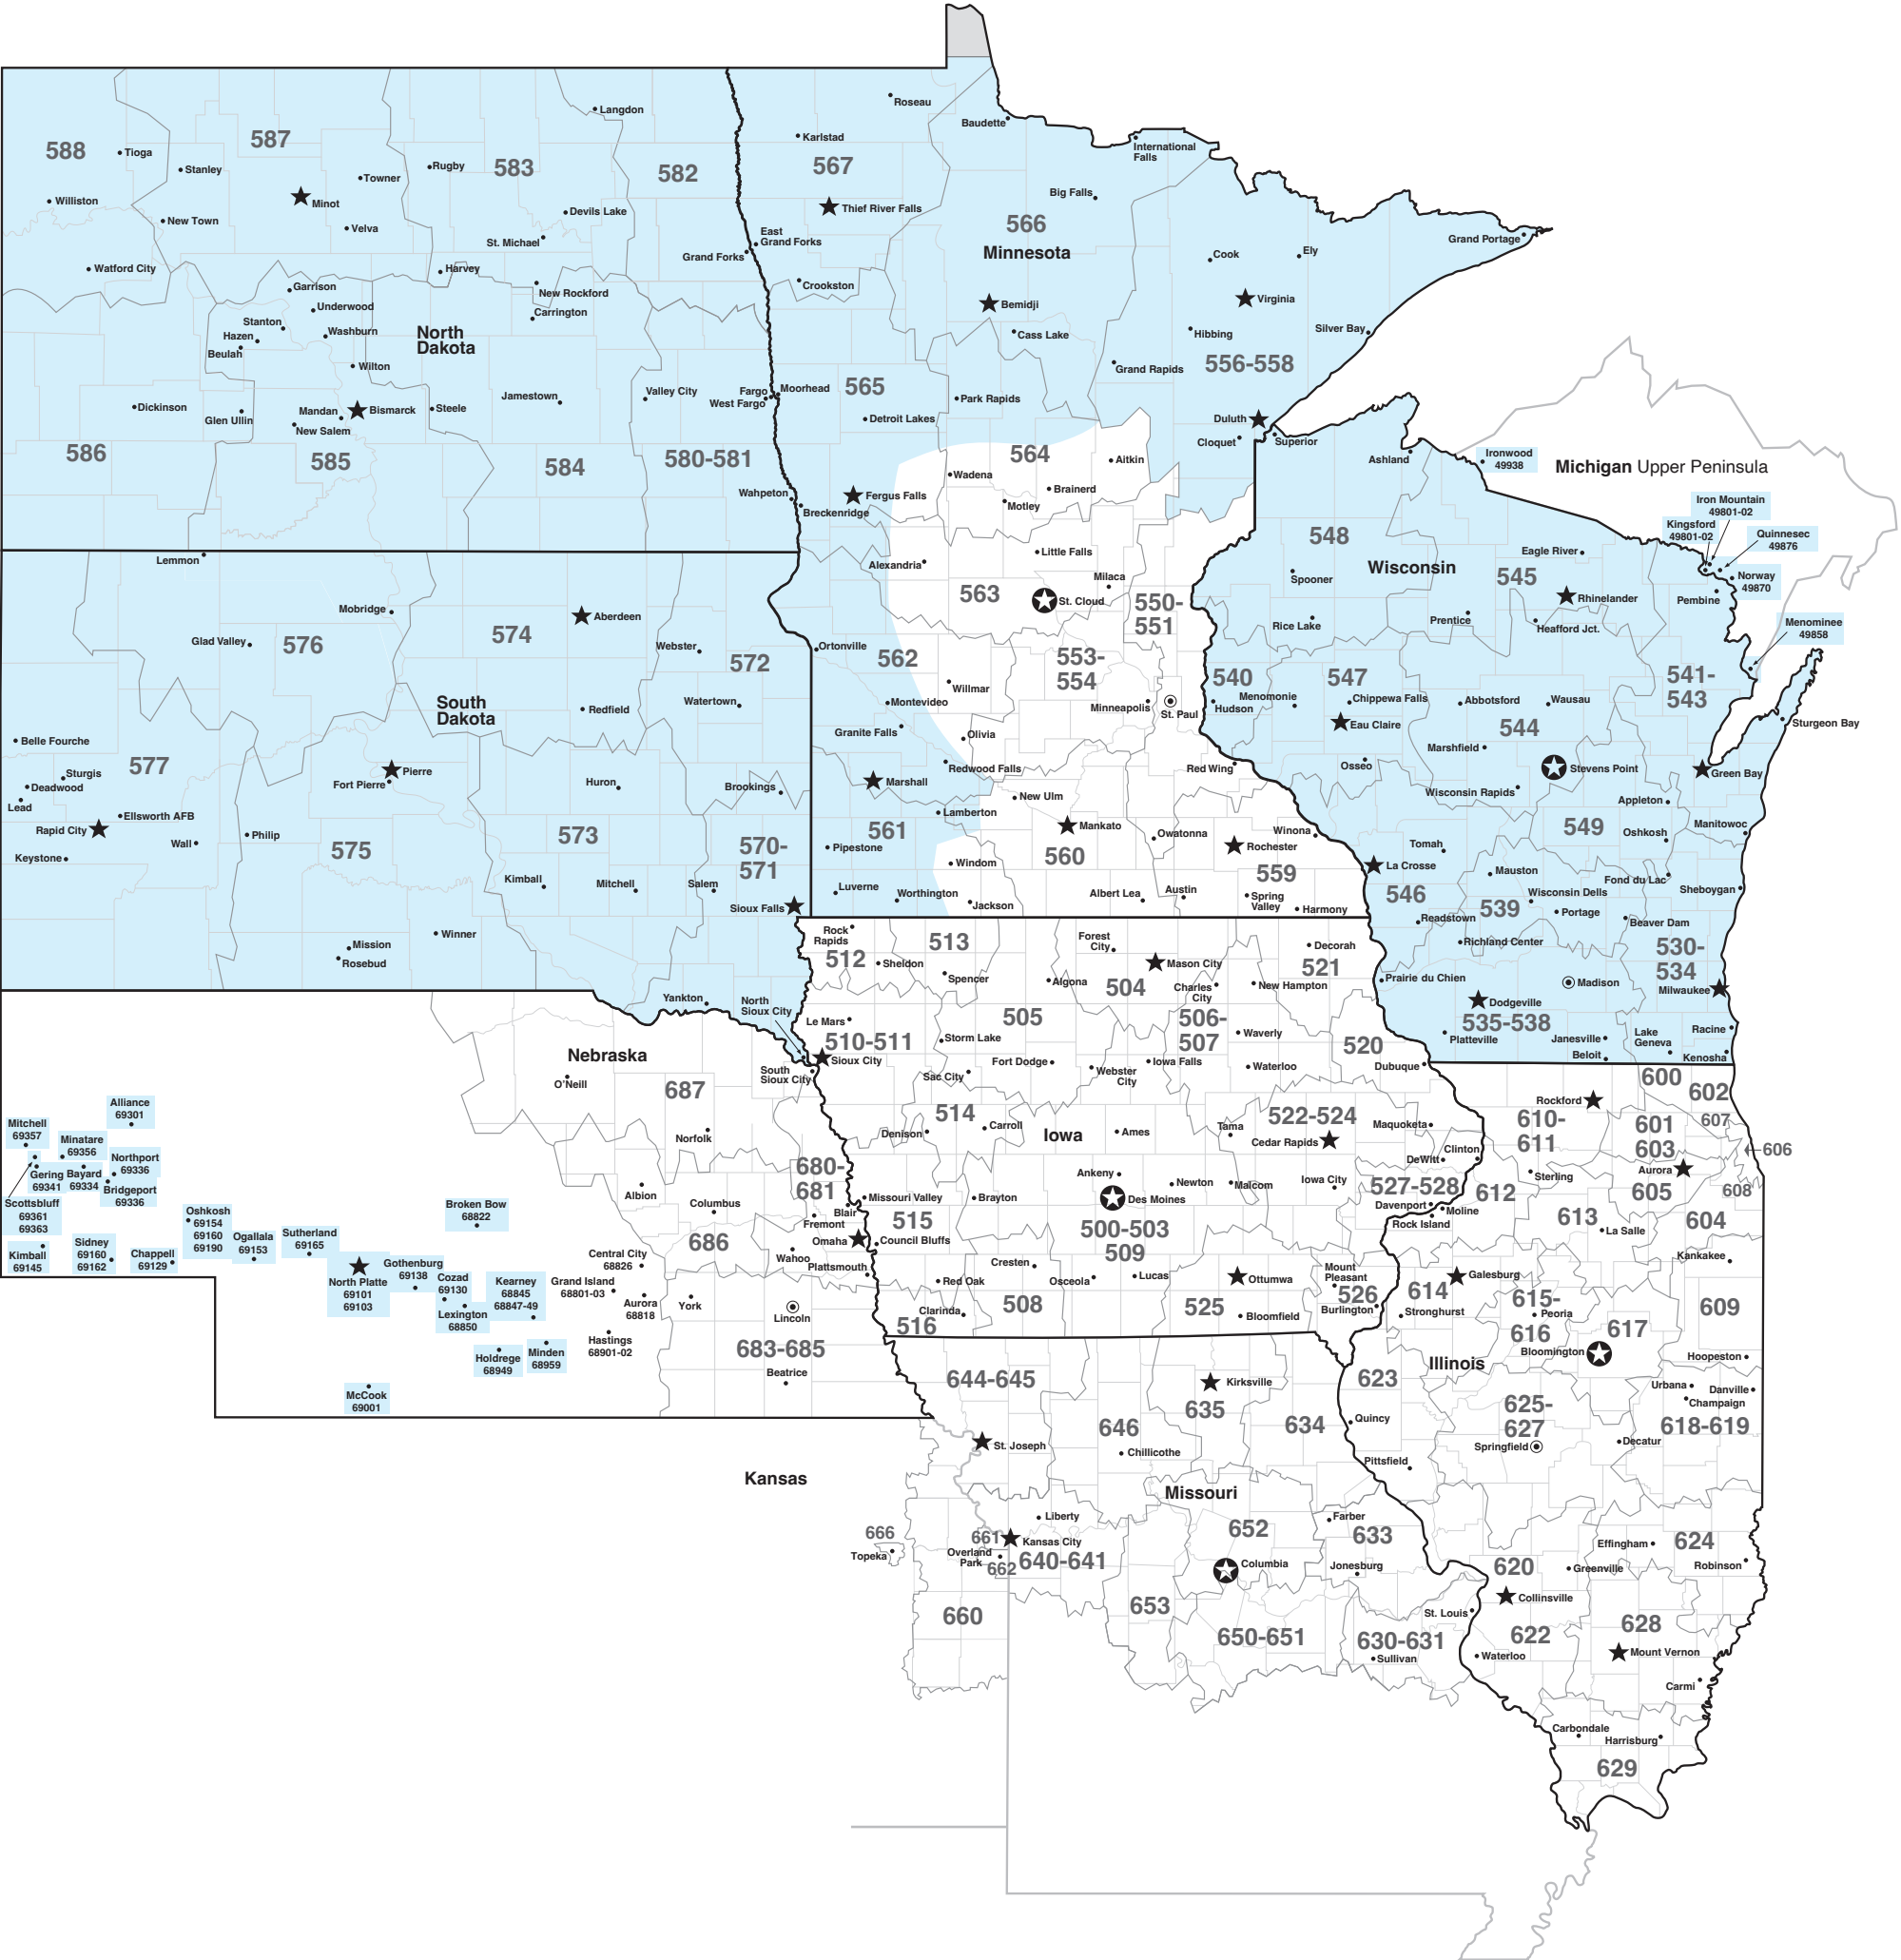 Langdon
588
587
Tioga
Stanley
Rugby
583
582
Towner
Williston
Minot
New Town
Velva
Devils Lake
St. Michael
Grand Forks
Watford City
Harvey
Garrison
New Rockford
Underwood
Carrington
Stanton
Hazen
Washburn
Beulah
North
Dakota
Wilton
Dickinson
Glen Ullin
Mandan
Bismarck
New Salem
Steele
Jamestown
Valley City
Fargo
West Fargo
586
585
584
580-581
Wahpeton
Roseau
Baudette
Karlstad
567
International
Falls
Thief River Falls
Big Falls
566
Minnesota
East
Grand Forks
Crookston
Bemidji
Cass Lake
Cook
Ely
Grand Portage
Virginia
Hibbing
Silver Bay
Grand Rapids
556-558
Moorhead
565
Park Rapids
Detroit Lakes
Duluth
Cloquet
Superior
564
Wadena
Aitkin
Brainerd
Motley
Fergus Falls
Breckenridge
Little Falls
Alexandria
Milaca
563
St. Cloud
550-
551
Ortonville
562
553-
554
Willmar
Montevideo
Minneapolis
St. Paul
Granite Falls
Olivia
Redwood Falls
Red Wing
Marshall
New Ulm
Lamberton
Mankato
Owatonna
Winona
561
Pipestone
560
Rochester
559
Windom
Luverne
Worthington
Jackson
Albert Lea
Austin
Spring
Valley
Harmony
Lemmon
Mobridge
Aberdeen
Glad Valley
576
574
Webster
572
South
Dakota
Redfield
Watertown
Belle Fourche
577
Sturgis
Deadwood
Lead
Pierre
Fort Pierre
Huron
Brookings
Ellsworth AFB
Rapid City
Wall
Philip
Keystone
575
573
570-
571
Kimball
Mitchell
Salem
Sioux Falls
Winner
Mission
Rosebud
Yankton
North
Sioux City
Michigan Upper Peninsula
Ironwood
49938
Iron Mountain
49801-02
Kingsford
49801-02
Quinnesec
49876
Norway
49870
Menominee
49858
Ashland
548
Wisconsin
Eagle River
545
Rhinelander
Pembine
Spooner
Rice Lake
Prentice
Heafford Jct.
540
547
541-
543
Menomonie
Hudson
Chippewa Falls
Eau Claire
Abbotsford
Wausau
544
Sturgeon Bay
Marshfield
Stevens Point
Osseo
Green Bay
Wisconsin Rapids
Appleton
549
Oshkosh
Manitowoc
Tomah
La Crosse
Mauston
Fond du Lac
Wisconsin Dells
Sheboygan
546
Readstown
539
Portage
Beaver Dam
Richland Center
530-
534
Prairie du Chien
Madison
Milwaukee
Dodgeville
535-538
Platteville
Janesville
Beloit
Lake
Geneva
Racine
Kenosha
Rock
Rapids
512
513
Sheldon
Spencer
Forest
City
Algona
Mason City
504
Charles
City
Decorah
521
New Hampton
Le Mars
510-511
505
506-
507
Storm Lake
Waverly
520
Sioux City
Sac City
Fort Dodge
Webster
City
Iowa Falls
Waterloo
Dubuque
514
Denison
Carroll
Iowa
Ames
522-524
Tama
Cedar Rapids
Maquoketa
DeWitt
Clinton
Ankeny
Newton
Malcom
Iowa City
527-528
Davenport
Moline
Rock Island
Missouri Valley
Brayton
Des Moines
515
500-503
509
Council Bluffs
Creston
Osceola
Lucas
Ottumwa
Mount
Pleasant
526
Burlington
Red Oak
508
525
Bloomfield
Clarinda
516
Nebraska
O'Neill
South
Sioux City
687
Norfolk
680-
681
Albion
Columbus
Blair
Fremont
Omaha
686
Wahoo
Plattsmouth
Central City
68826
Grand Island
68801-03
Aurora
68818
York
Lincoln
Hastings
68901-02
683-685
Beatrice
Alliance
69301
Mitchell
69357
Minatare
69356
Northport
69336
Gering
69341
Bayard
69334
Bridgeport
69336
Scottsbluff
69361
69363
Kimball
69145
Sidney
69160
69162
Chappell
69129
Oshkosh
69154
69160
69190
Ogallala
69153
Sutherland
69165
Broken Bow
68822
North Platte
69101
69103
Gothenburg
69138
Cozad
69130
Lexington
68850
Kearney
68845
68847-49
Holdrege
68949
Minden
68959
McCook
69001
600
602
Rockford
610-
611
601
603
607
606
Aurora
Sterling
605
608
612
613
La Salle
604
Kankakee
Galesburg
614
Stronghurst
615-
616
Peoria
617
609
Bloomington
Illinois
Hoopeston
623
Urbana
Champaign
Danville
625-
627
618-619
Quincy
Springfield
Decatur
Pittsfield
Effingham
624
Robinson
620
Greenville
Collinsville
622
628
Waterloo
Mount Vernon
Carmi
Carbondale
Harrisburg
629
644-645
Kirksville
635
634
646
St. Joseph
Chillicothe
Kansas
Missouri
Liberty
652
Farber
633
666
Topeka
661
Kansas City
Overland
Park
662
640-641
Columbia
Jonesburg
653
660
650-651
St. Louis
630-631
Sullivan